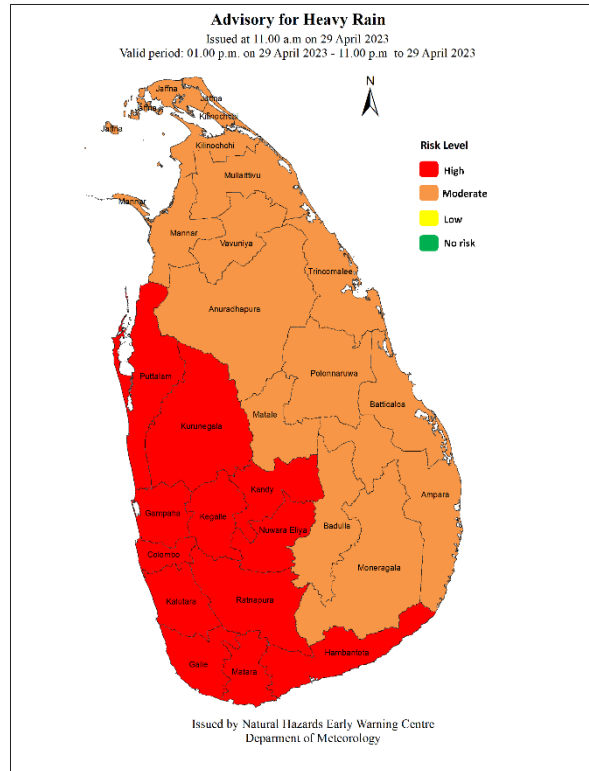 Advisory for Heavy Rain
Issued at 11.00 a.m on 29 April 2023
Valid period: 01.00 p.m. on 29 April 2023 - 11.00 p.m to 29 April 2023
N
Jaffna
Jaffna
Jaffna
Kilinochchi
Jaffna
Kilinochchi
Risk Level
High
Mullaittivu
Moderate
Mannar
Low
Mannar
Vavuniya
No risk
Trincomalee
Anuradhapura
Polonnaruwa
Puttalam
Batticaloa
Matale
Kurunegala
Kandy
Ampara
Gampaha
Kegalle
Badulla
Nuwara Eliya
Colombo
Moneragala
Kalutara
Ratnapura
Hambantota
Galle
Matara
Issued by Natural Hazards Early Warning Centre
Deparment of Meteorology